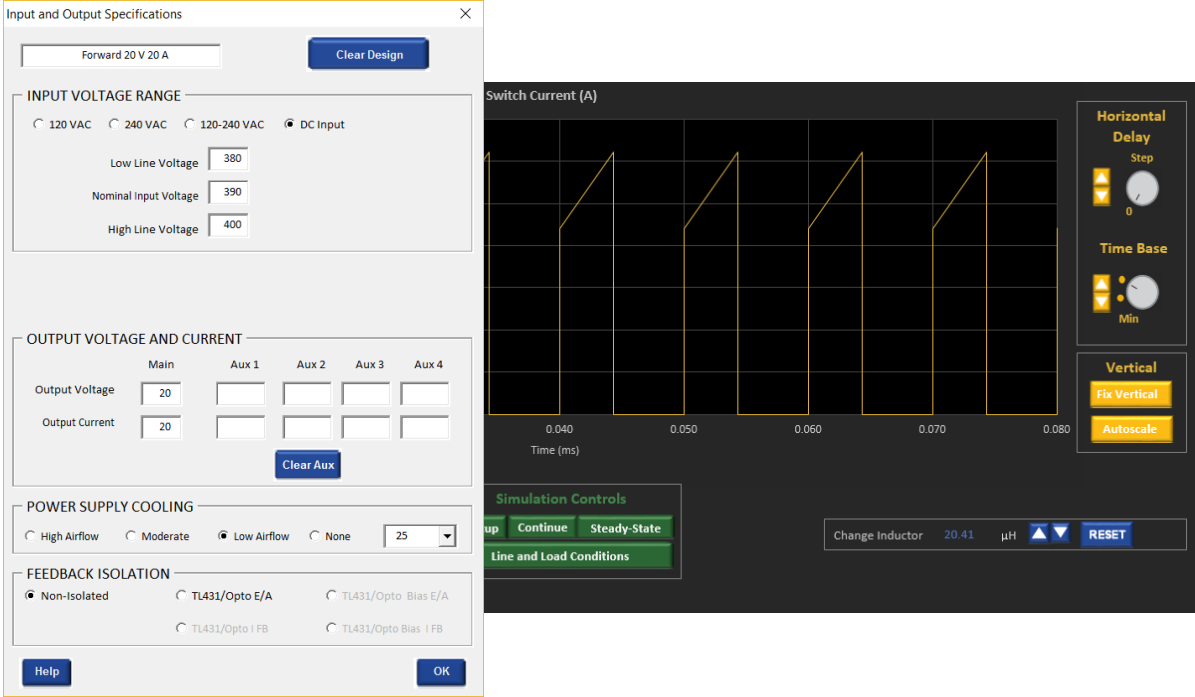 Input and Output Specifications
Forward 20 V 20 A
Clear Design
INPUT VOLTAGE RANGE
120 VAC 240 VAC 120-240 VAC DC Input
Low Line Voltage 380
Nominal Input Voltage 390
High Line Voltage 400
OUTPUT VOLTAGE AND CURRENT
Main Aux 1 Aux 2 Aux 3 Aux 4
Output Voltage 20
Output Current 20
Clear Aux
POWER SUPPLY COOLING
High Airflow Moderate Low Airflow None 25
FEEDBACK ISOLATION
Non-Isolated TL431/Opto E/A TL431/Opto Bias E/A
TL431/Opto I FB TL431/Opto Bias I FB
Help OK
Switch Current (A)
0.040 0.050 0.060 0.070 0.080
Time (ms)
Horizontal
Delay
Step
0
Time Base
Min
Vertical
Fix Vertical
Autoscale
Simulation Controls
up Continue Steady-State
Line and Load Conditions
Change Inductor 20.41 µH RESET